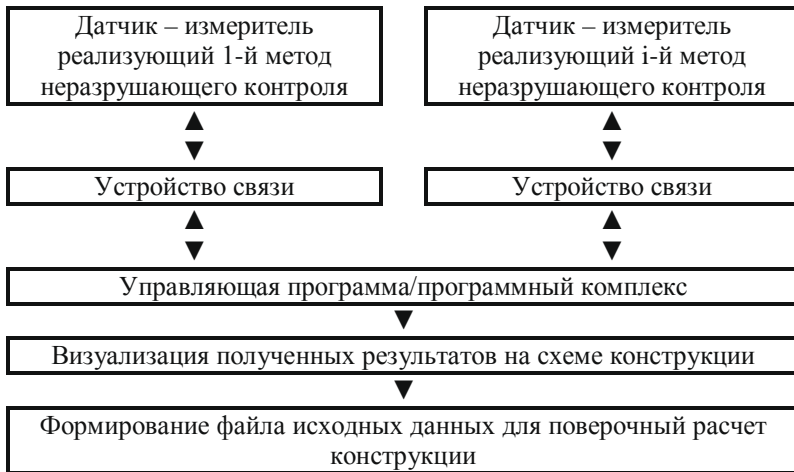 Датчик – измеритель
реализующий 1-й метод
неразрушающего контроля
Датчик – измеритель
реализующий i-й метод
неразрушающего контроля
Устройство связи
Устройство связи
Управляющая программа/программный комплекс
Визуализация полученных результатов на схеме конструкции
Формирование файла исходных данных для поверочный расчет
конструкции